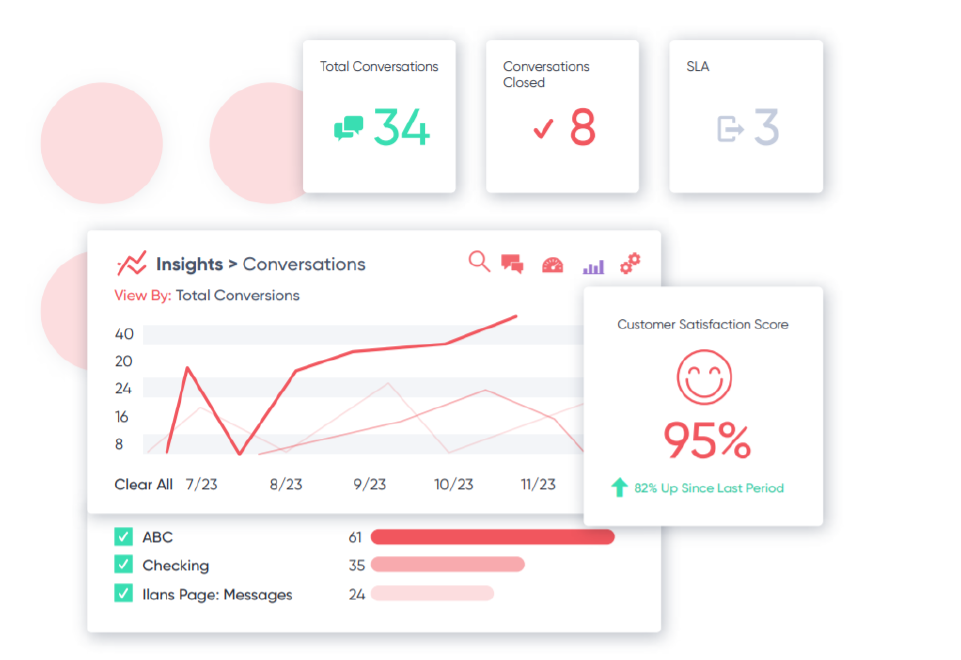 Total Conversations
34
Conversations
Closed
8
SLA
3
Insights > Conversations
View By: Total Conversions
40
20
24
16
8
Clear All 7/23 8/23 9/23 10/23 11/23
Customer Satisfaction Score
95%
82% Up Since Last Period
ABC 61
Checking 35
Ilans Page: Messages 24